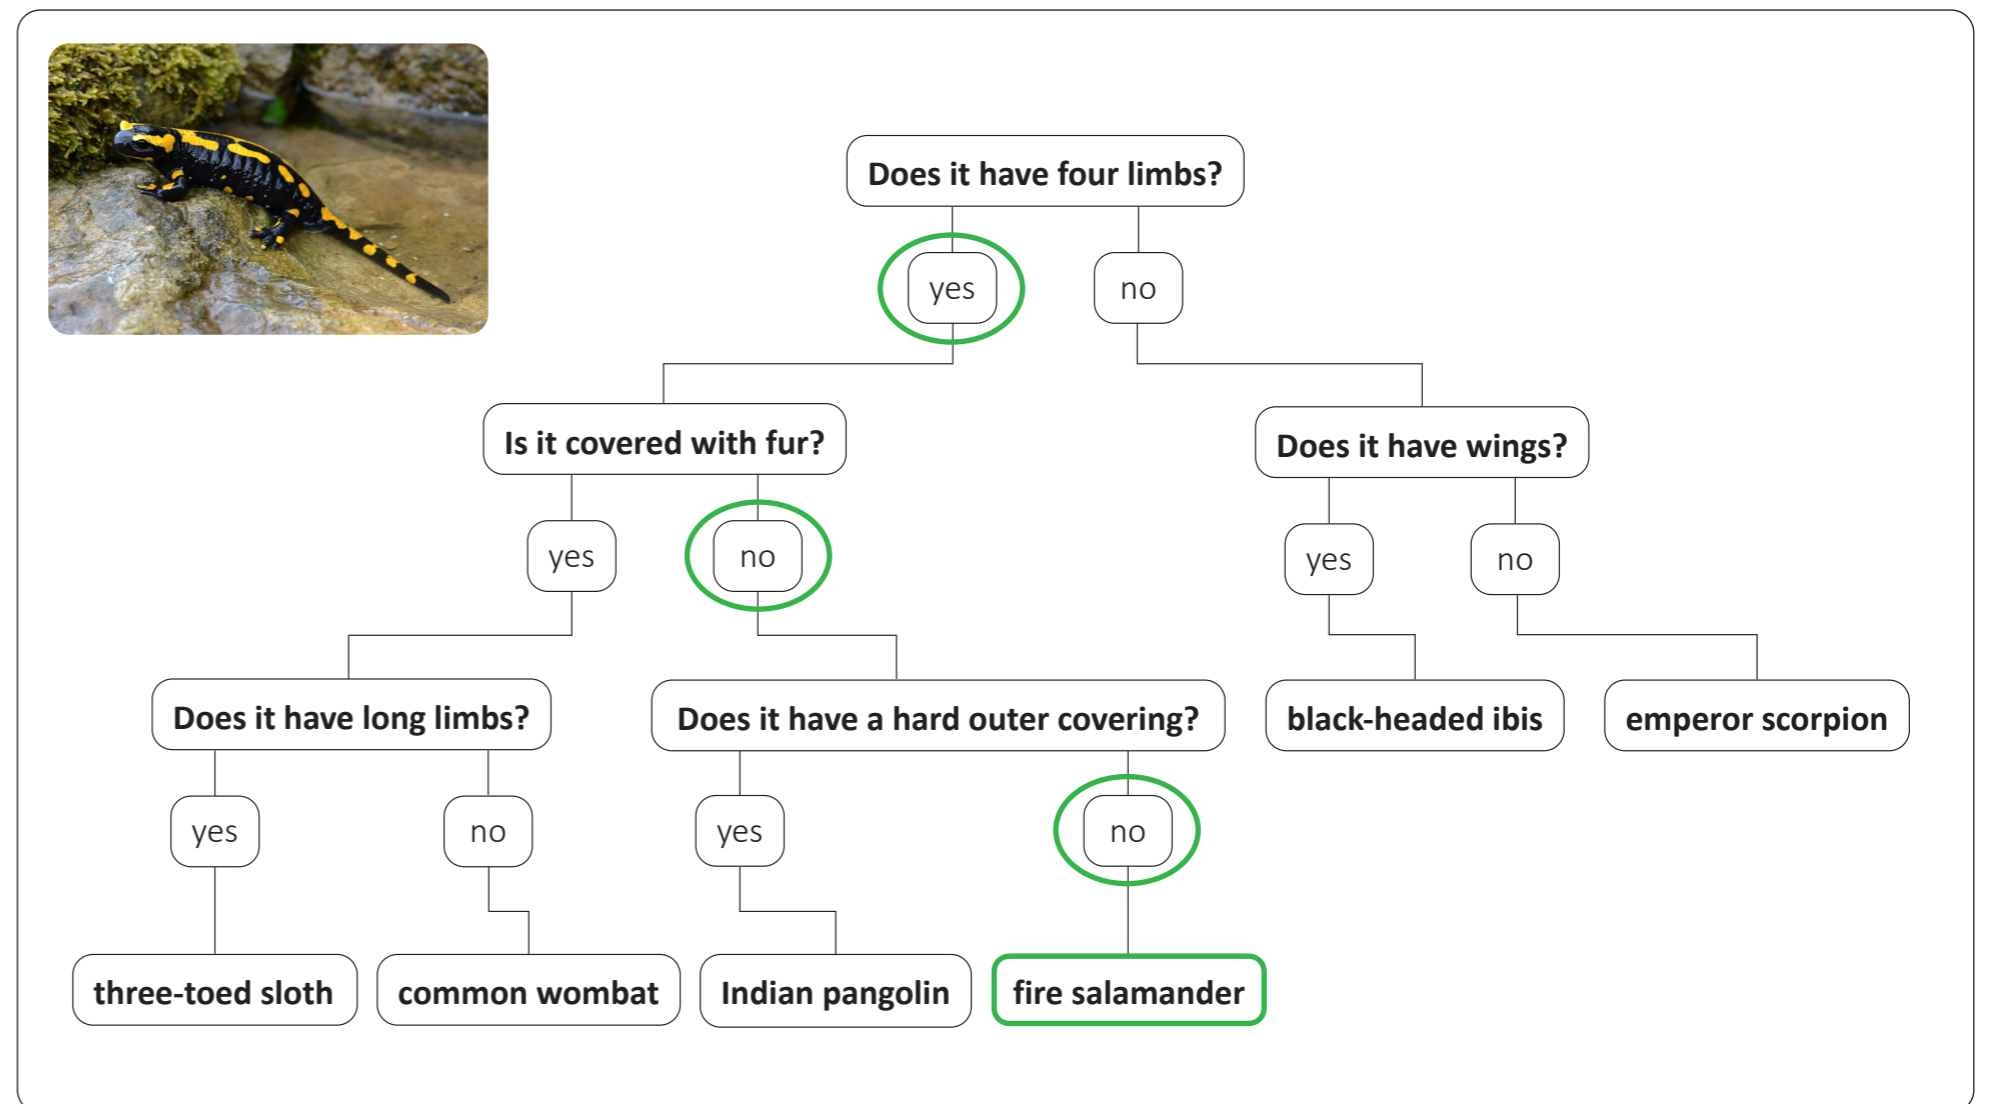 Does it have four limbs?
yes
no
Is it covered with fur?
Does it have wings?
yes
no
yes
no
Does it have long limbs?
Does it have a hard outer covering?
black-headed ibis
emperor scorpion
yes
no
yes
no
three-toed sloth
common wombat
Indian pangolin
fire salamander